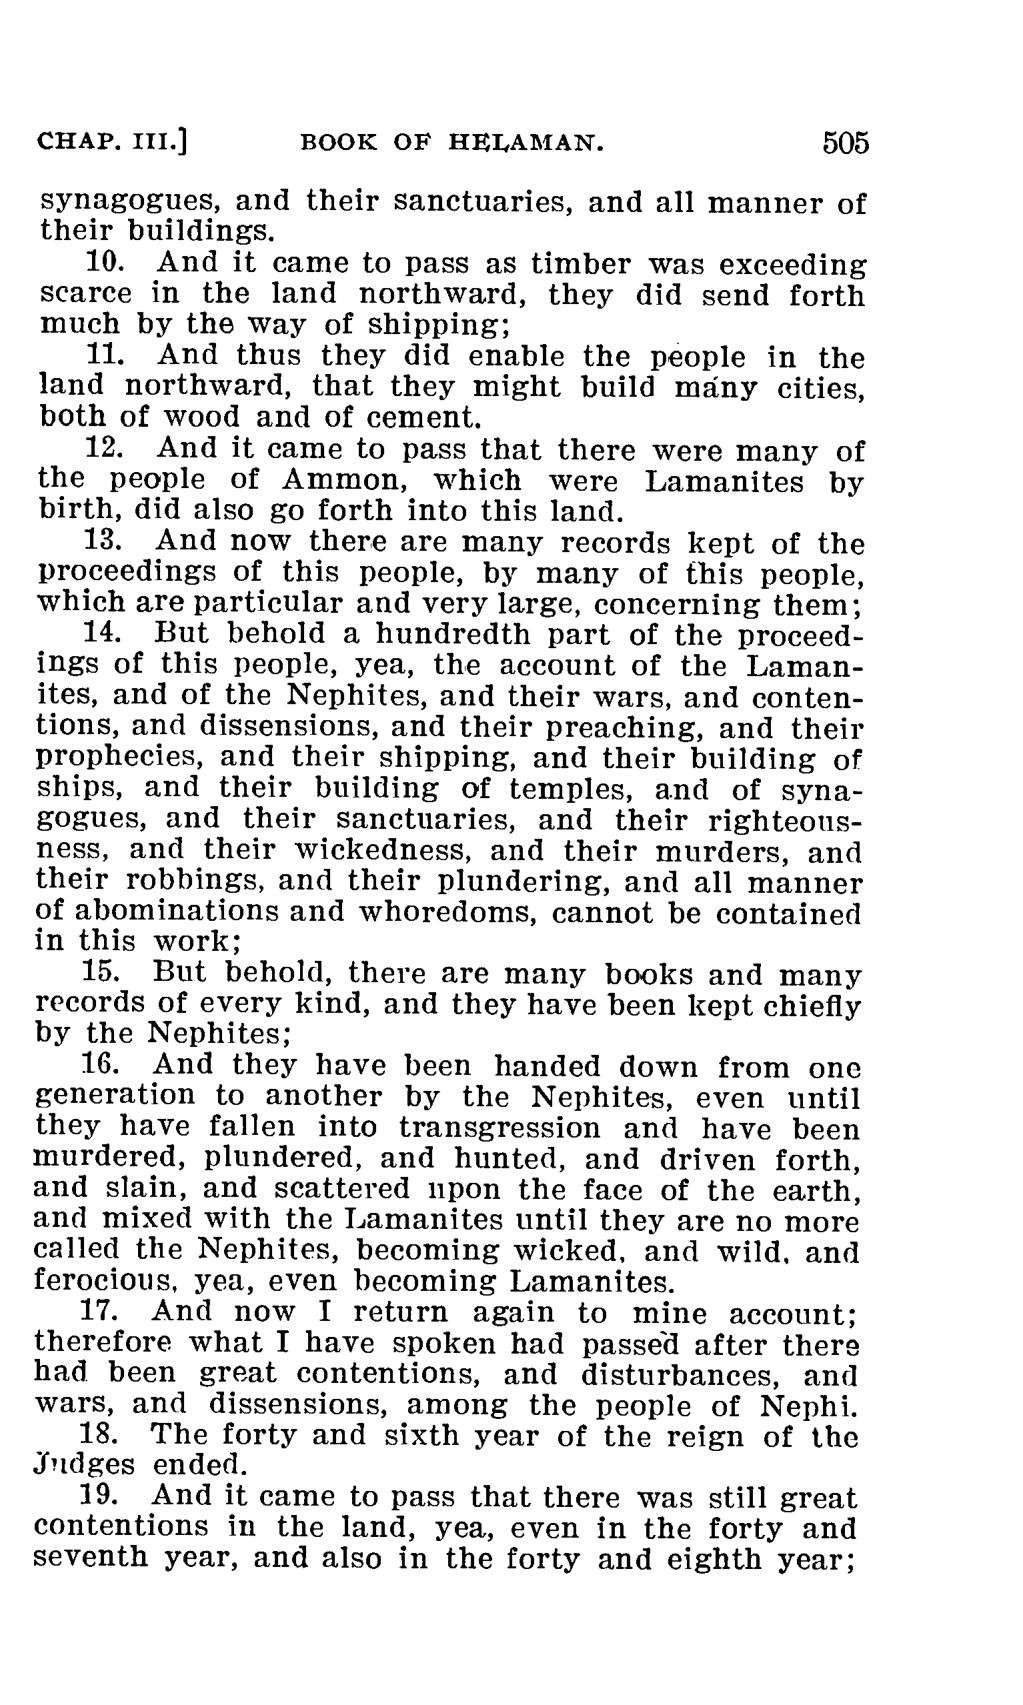 CHAP. III.] BOOK OF HELAMAN. 505
synagogues, and their sanctuaries, and all manner of
their buildings.
10. And it came to pass as timber was exceeding
scarce in the land northward, they did send forth
much by the way of shipping;
11. And thus they did enable the people in the
land northward, that they might build many cities,
both of wood and of cement.
12. And it came to pass that there were many of
the people of Ammon, which were Lamanites by
birth, did also go forth into this land.
13. And now there are many records kept of the
proceedings of this people, by many of this people,
which are particular and very large, concerning them;
14. But behold a hundredth part of the proceed-
ings of this people, yea, the account of the Laman-
ites, and of the Nephites, and their wars, and conten-
tions, and dissensions, and their preaching, and their
prophecies, and their shipping, and their building of
ships, and their building of temples, and of syna-
gogues, and their sanctuaries, and their righteous-
ness, and their wickedness, and their murders, and
their robbings, and their plundering, and all manner
of abominations and whoredoms, cannot be contained
in this work;
15. But behold, there are many books and many
records of every kind, and they have been kept chiefly
by the Nephites;
16. And they have been handed down from one
generation to another by the Nephites, even until
they have fallen into transgression and have been
murdered, plundered, and hunted, and driven forth,
and slain, and scattered upon the face of the earth,
and mixed with the Lamanites until they are no more
called the Nephites, becoming wicked, and wild, and
ferocious, yea, even becoming Lamanites.
17. And now I return again to mine account;
therefore what I have spoken had passed after there
had been great contentions, and disturbances, and
wars, and dissensions, among the people of Nephi.
18. The forty and sixth year of the reign of the
Judges ended.
19. And it came to pass that there was still great
contentions in the land, yea, even in the forty and
seventh year, and also in the forty and eighth year;